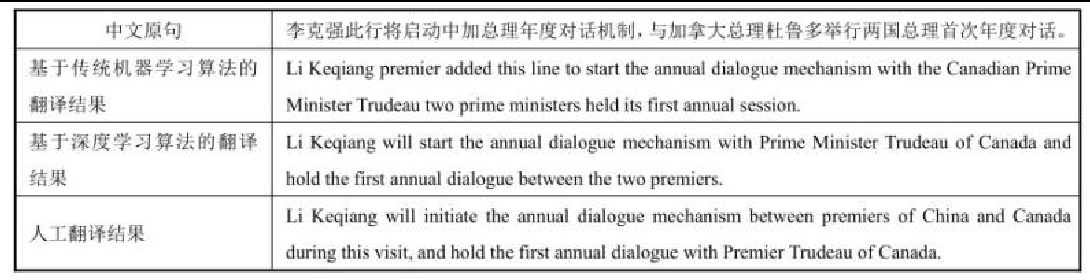 中文原句
李克强此行将启动中加总理年度对话机制，与加拿大总理杜鲁多举行两国总理首次年度对话。
基于传统机器学习算法的
翻译结果
Li Keqiang premier added this line to start the annual dialogue mechanism with the Canadian Prime
Minister Trudeau two prime ministers held its first annual session.
基于深度学习算法的翻译
结果
Li Keqiang will start the annual dialogue mechanism with Prime Minister Trudeau of Canada and
hold the first annual dialogue between the two premiers.
人工翻译结果
Li Keqiang will initiate the annual dialogue mechanism between premiers of China and Canada
during this visit, and hold the first annual dialogue with Premier Trudeau of Canada.